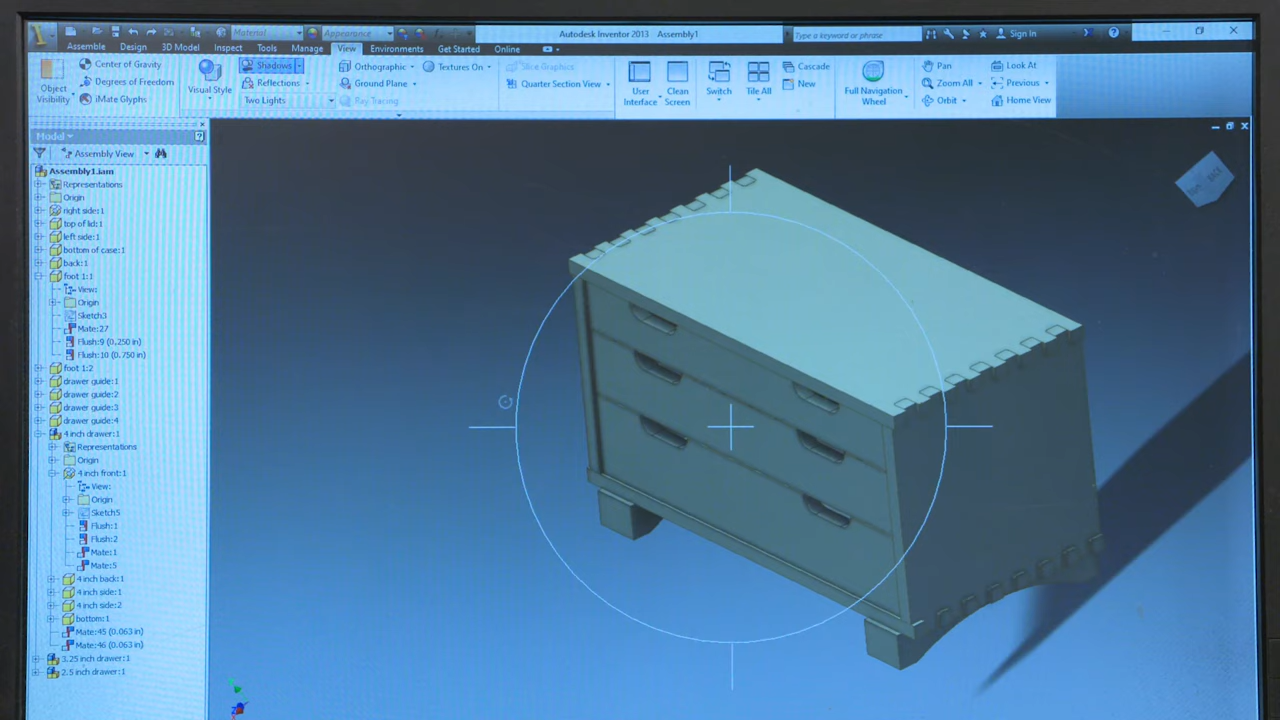 Material Appearance Autodesk Inventor 2013 Assembly1 Type a keyword or phrase Sign In
Assemble Design 3D Model Inspect Tools Manage View Environments Get Started Online
Object Visibility
Center of Gravity
Degrees of Freedom
iMate Glyphs
Visual Style
Shadows
Reflections
Two Lights
Orthographic
Ground Plane
Ray Tracing
Textures On
Slice Graphics
Quarter Section View
User Interface
Clean Screen
Switch
Tile All
Cascade
New
Full Navigation Wheel
Pan
Zoom All
Orbit
Look At
Previous
Home View
Model
Assembly View
Assembly1.iam
Representations
Origin
right side:1
top of lid:1
left side:1
bottom of case:1
back:1
foot 1:1
View:
Origin
Sketch3
Mate:27
Flush:9 (0.250 in)
Flush:10 (0.750 in)
foot 1:2
drawer guide:1
drawer guide:2
drawer guide:3
drawer guide:4
4 inch drawer:1
Representations
Origin
4 inch front:1
View:
Origin
Sketch5
Flush:1
Flush:2
Mate:1
Mate:5
4 inch back:1
4 inch side:1
4 inch side:2
bottom:1
Mate:45 (0.063 in)
Mate:46 (0.063 in)
3.25 inch drawer:1
2.5 inch drawer:1
BACK